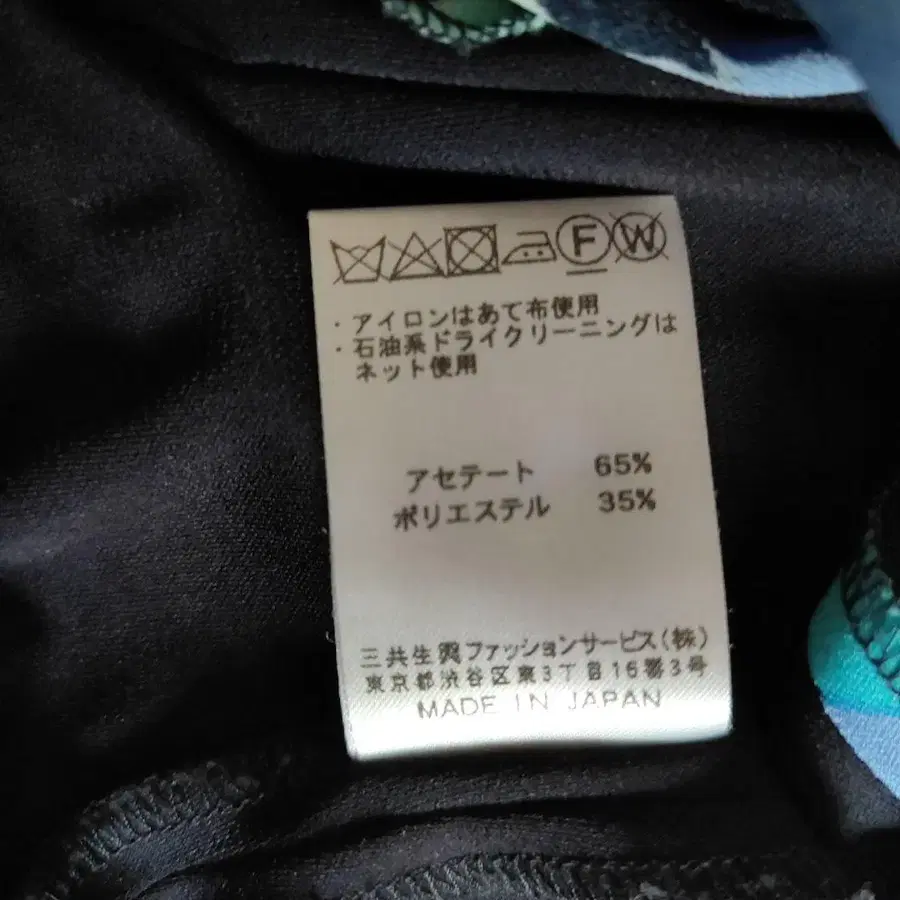 F W
・アイロンはあて布使用
・石油系ドライクリーニングは
ネット使用
アセテート 65%
ポリエステル 35%
三共生興ファッションサービス(株)
東京都渋谷区東3丁目16番3号
MADE IN JAPAN